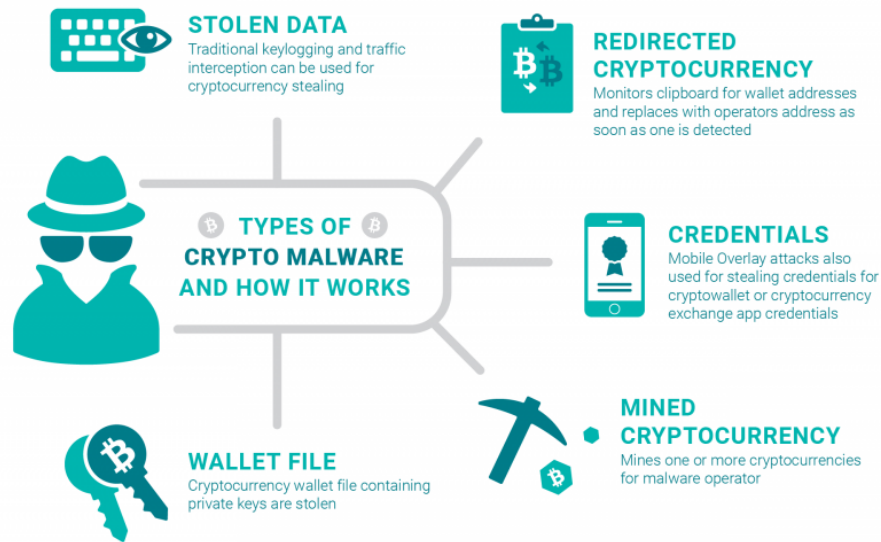 STOLEN DATA
Traditional keylogging and traffic
interception can be used for
cryptocurrency stealing
REDIRECTED
CRYPTOCURRENCY
Monitors clipboard for wallet addresses
and replaces with operators address as
soon as one is detected
TYPES OF
CRYPTO MALWARE
AND HOW IT WORKS
CREDENTIALS
Mobile Overlay attacks also
used for stealing credentials for
cryptowallet or cryptocurrency
exchange app credentials
MINED
CRYPTOCURRENCY
Mines one or more cryptocurrencies
for malware operator
WALLET FILE
Cryptocurrency wallet file containing
private keys are stolen